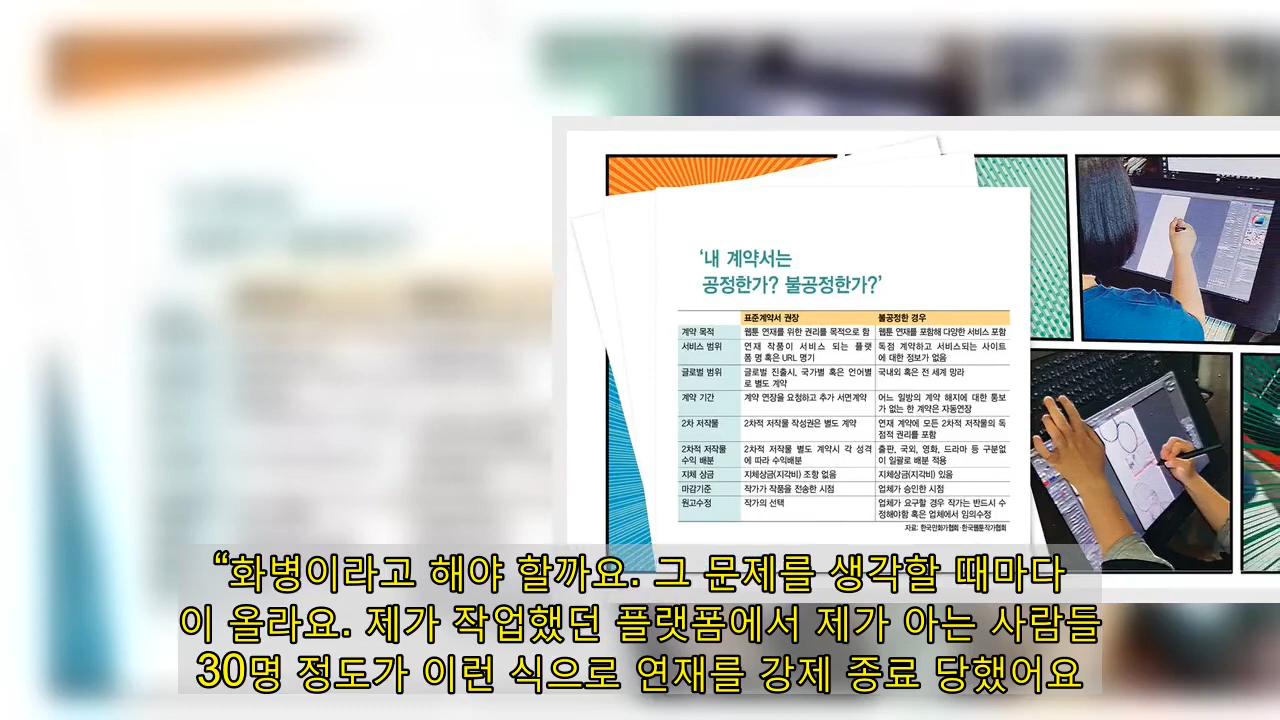 ‘내 계약서는
공정한가? 불공정한가?’
표준계약서 권장 불공정한 경우
계약 목적 웹툰 연재를 위한 권리를 목적으로 함 웹툰 연재를 포함해 다양한 서비스 포함
서비스 범위 연재 작품이 서비스 되는 플랫 독점 계약하고 서비스되는 사이트
폼 명 혹은 URL 명기 에 대한 정보가 없음
글로벌 범위 글로벌 진출시, 국가별 혹은 언어별 국내외 혹은 전 세계 망라
로 별도 계약
계약 기간 계약 연장을 요청하고 추가 서면계약 어느 일방의 계약 해지에 대한 통보
가 없는 한 계약은 자동연장
2차 저작물 2차적 저작물 작성권은 별도 계약 연재 계약에 모든 2차적 저작물의 독
점적 권리를 포함
2차적 저작물 2차적 저작물 별도 계약시 각 성격 출판, 국외, 영화, 드라마 등 구분없
수익 배분 에 따라 수익배분 이 일괄로 배분 적용
지체 상금 지체상금(지각비) 조항 없음 지체상금(지각비) 있음
마감기준 작가가 작품을 전송한 시점 업체가 승인한 시점
원고수정 작가의 선택 업체가 요구할 경우 작가는 반드시 수
정해야함 혹은 업체에서 임의수정
자료: 한국만화가협회·한국웹툰작가협회
“화병이라고 해야 할까요. 그 문제를 생각할 때마다
이 올라요. 제가 작업했던 플랫폼에서 제가 아는 사람들
30명 정도가 이런 식으로 연재를 강제 종료 당했어요